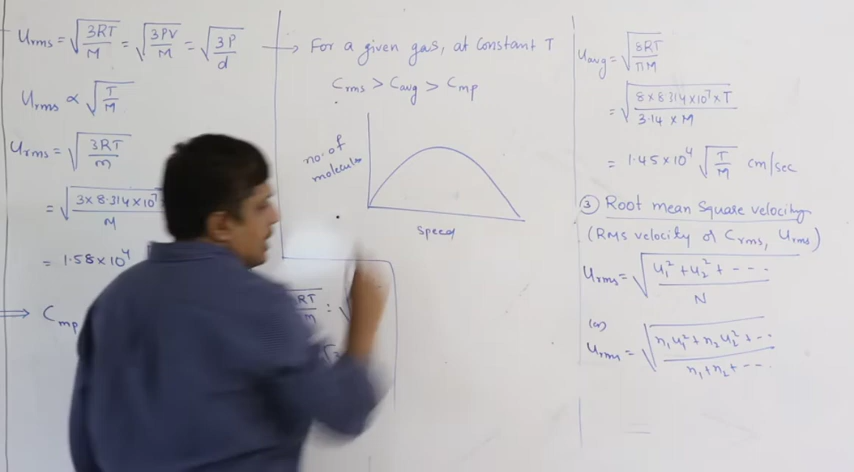 Urms = √(3RT/M) = √(3PV/M) = √(3P/d)
Urms ∝ √(T/M)
Urms = √(3RT/m)
= √(3×8.314×10⁷/M)
= 1.58×10⁴
⇒ Cmp
→ For a given gas, at Constant T
Crms > Cavg > Cmp
no. of
molecules
Speed
RT/m : √
Uavg = √(8RT/πM)
= √(8×8.314×10⁷×T/3.14×M)
= 1.45×10⁴ √(T/M) cm/sec
③ Root mean Square velocity
(RMS velocity of Crms, Urms)
Urms = √(u₁²+u₂²+---/N)
(or)
Urms = √(n₁u₁²+n₂u₂²+--/n₁+n₂+---)